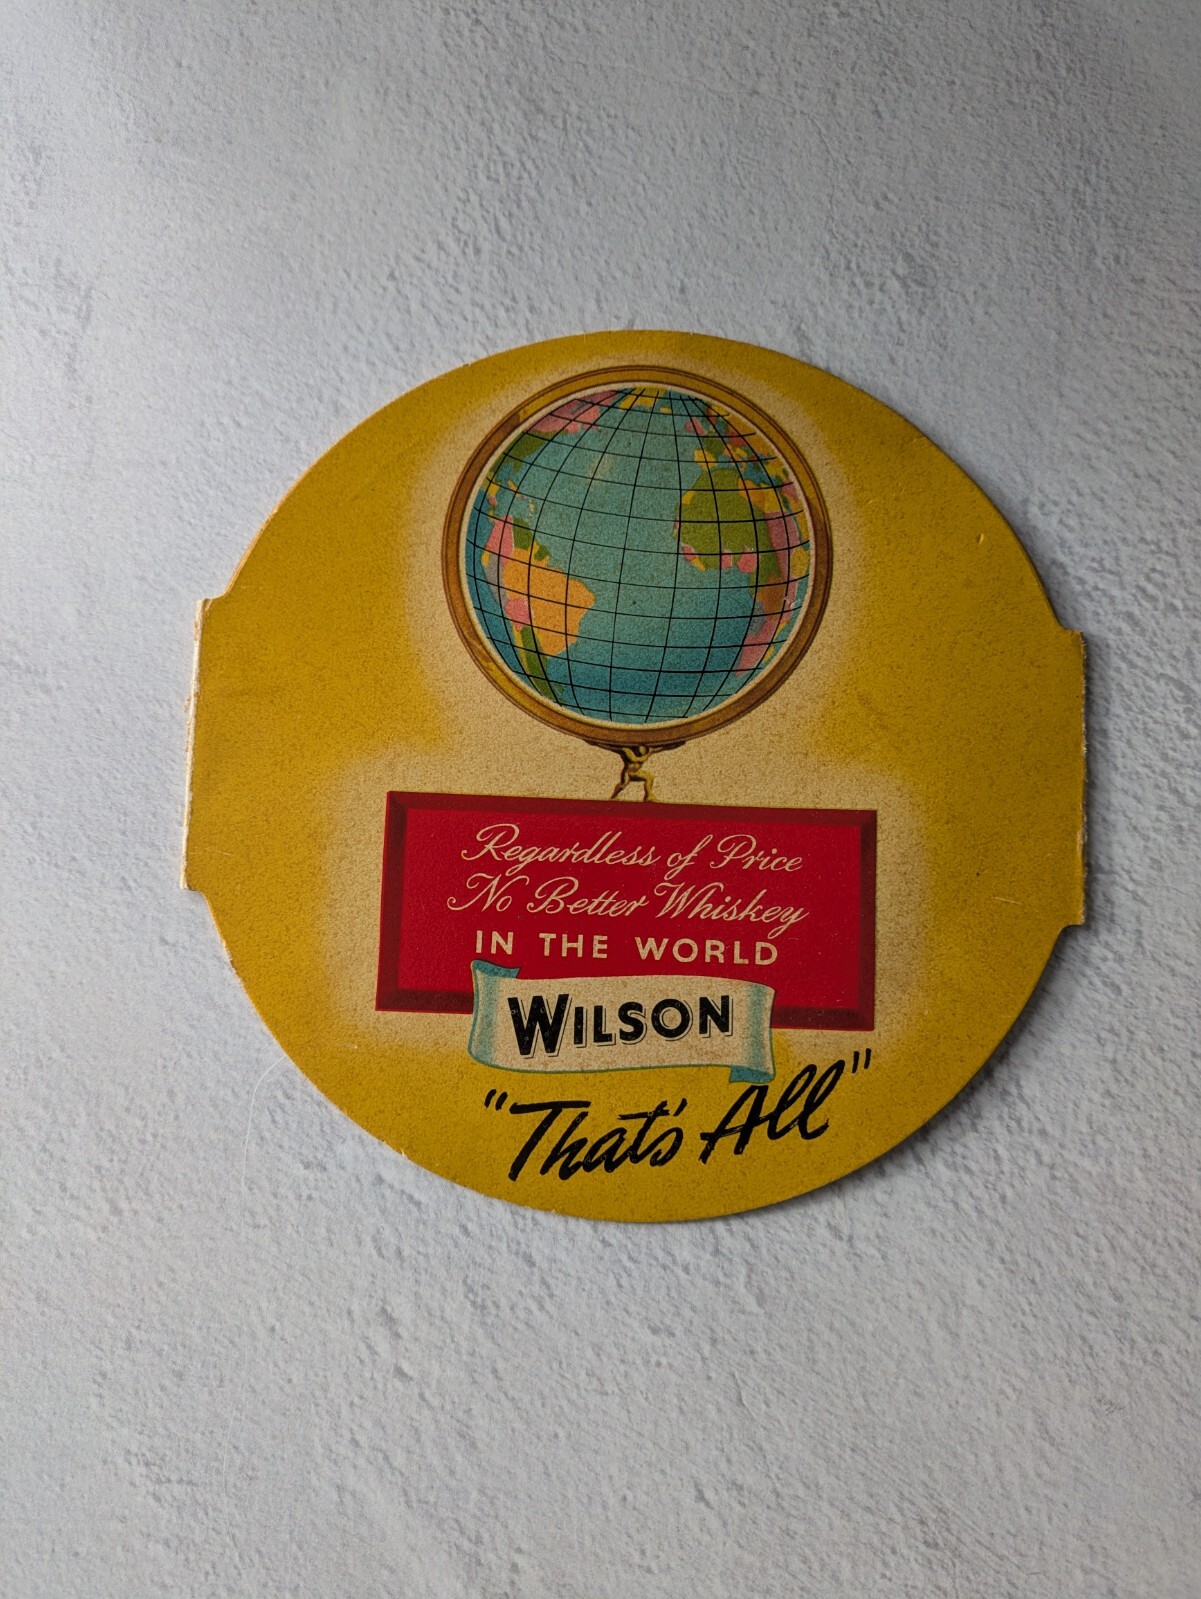 Regardless of Price
No Better Whiskey
IN THE WORLD
WILSON
"That's All"